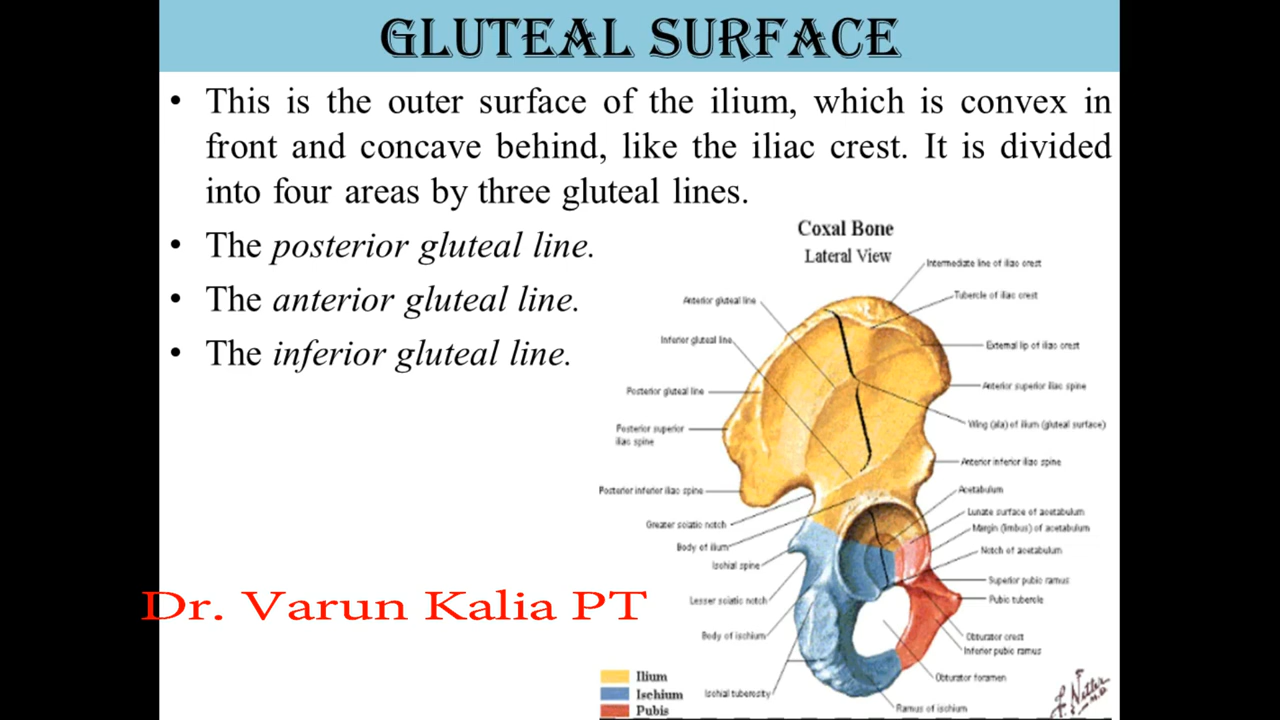 GLUTEAL SURFACE
• This is the outer surface of the ilium, which is convex in
front and concave behind, like the iliac crest. It is divided
into four areas by three gluteal lines.
• The posterior gluteal line.
• The anterior gluteal line.
• The inferior gluteal line.
Coxal Bone
Lateral View
Intermediate line of iliac crest
Tubercle of iliac crest
External lip of iliac crest
Anterior superior iliac spine
Wing (ala) of ilium (gluteal surface)
Anterior inferior iliac spine
Acetabulum
Lunate surface of acetabulum
Margin (limbus) of acetabulum
Notch of acetabulum
Superior pubic ramus
Pubic tubercle
Obturator crest
Inferior pubic ramus
Obturator foramen
Ramus of ischium
Anterior gluteal line
Inferior gluteal line
Posterior gluteal line
Posterior superior
iliac spine
Posterior inferior iliac spine
Greater sciatic notch
Body of ilium
Ischial spine
Lesser sciatic notch
Body of ischium
Ischial tuberosity
Dr. Varun Kalia PT
Ilium
Ischium
Pubis
F. Netter
M.D.